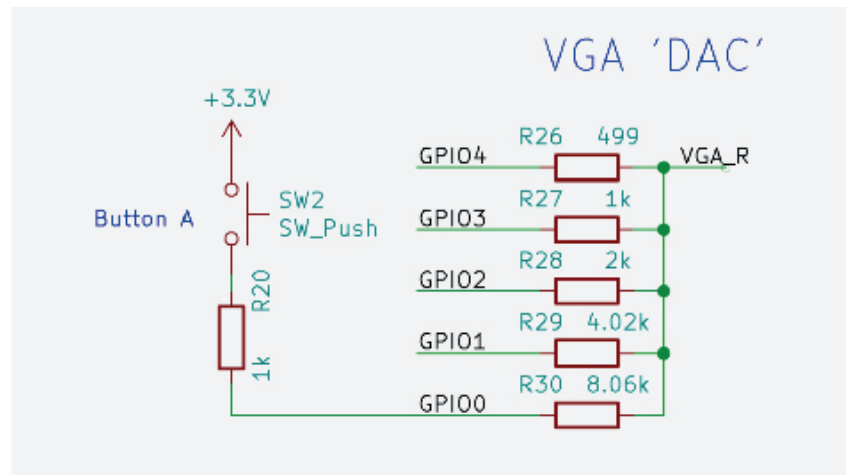 VGA 'DAC'
+3.3V
Button A
SW2
SW_Push
R20
1k
GPIO4
R26 499
VGA_R
GPIO3
R27 1k
GPIO2
R28 2k
GPIO1
R29 4.02k
GPIO0
R30 8.06k